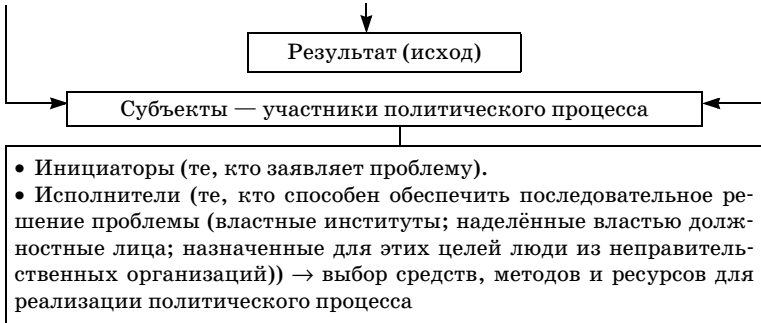 Результат (исход)
Субъекты — участники политического процесса
• Инициаторы (те, кто заявляет проблему).
• Исполнители (те, кто способен обеспечить последовательное ре-
шение проблемы (властные институты; наделённые властью долж-
ностные лица; назначенные для этих целей люди из неправитель-
ственных организаций)) → выбор средств, методов и ресурсов для
реализации политического процесса